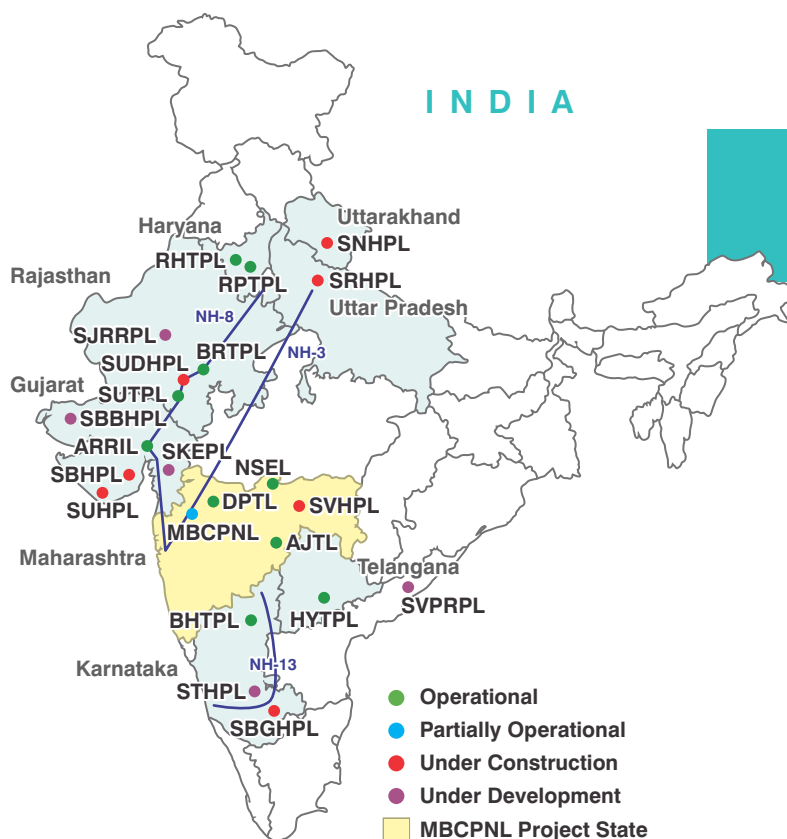 INDIA
Uttarakhand
Haryana
SNHPL
RHTPL
RPTPL
SRHPL
Rajasthan
Uttar Pradesh
NH-8
SJRRPL
NH-3
BRTPL
SUDHPL
Gujarat
SUTPL
SBBHPL
ARRIL
SKEPL
NSEL
SBHPL
DPTL
SVHPL
SUHPL
MBCPNL
AJTL
Maharashtra
Telangana
SVPRPL
BHTPL
HYTPL
Karnataka
NH-13
STHPL
SBGHPL
Operational
Partially Operational
Under Construction
Under Development
MBCPNL Project State